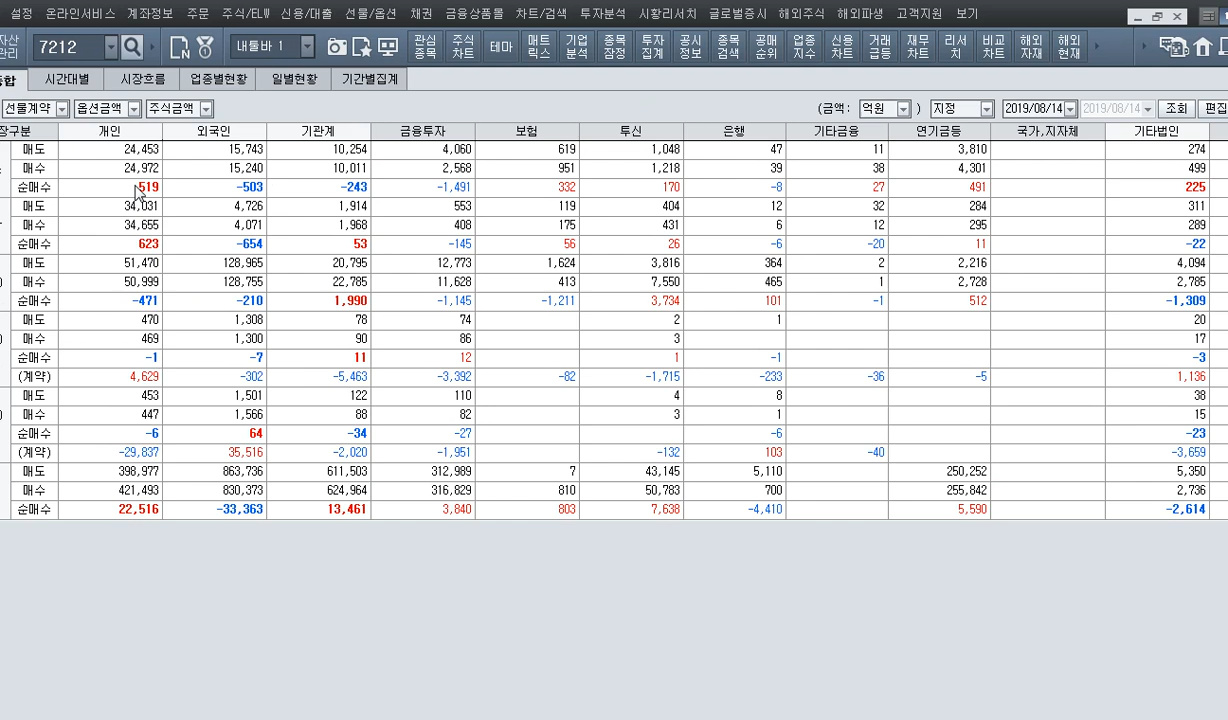 설정 온라인서비스 계좌정보 주문 주식/ELW 신용/대출 선물/옵션 채권 금융상품몰 차트/검색 투자분석 시황리서치 글로벌증시 해외주식 해외파생 고객지원 보기
자산관리 7212 내툴바 1 관심종목 주식차트 테마 매트릭스 기업분석 종목잠정 투자집계 공시정보 종목검색 공매순위 업종지수 신용차트 거래급등 재무차트 리서치 비교차트 해외자재 해외현재
종합 시간대별 시장흐름 업종별현황 일별현황 기간별집계
선물계약 옵션금액 주식금액 (금액: 억원 ) 지정 2019/08/14 2019/08/14 조회 편집
장구분 개인 외국인 기관계 금융투자 보험 투신 은행 기타금융 연기금등 국가,지자체 기타법인
매도 24,453 15,743 10,254 4,060 619 1,048 47 11 3,810 274
매수 24,972 15,240 10,011 2,568 951 1,218 39 38 4,301 499
순매수 519 -503 -243 -1,491 332 170 -8 27 491 225
매도 34,031 4,726 1,914 553 119 404 12 32 284 311
매수 34,655 4,071 1,968 408 175 431 6 12 295 289
순매수 623 -654 53 -145 56 26 -6 -20 11 -22
매도 51,470 128,965 20,795 12,773 1,624 3,816 364 2 2,216 4,094
매수 50,999 128,755 22,785 11,628 413 7,550 465 1 2,728 2,785
순매수 -471 -210 1,990 -1,145 -1,211 3,734 101 -1 512 -1,309
매도 470 1,308 78 74 2 1 20
매수 469 1,300 90 86 3 17
순매수 -1 -7 11 12 1 -1 -3
(계약) 4,629 -302 -5,463 -3,392 -82 -1,715 -233 -36 -5 1,136
매도 453 1,501 122 110 4 8 38
매수 447 1,566 88 82 3 1 15
순매수 -6 64 -34 -27 -6 -23
(계약) -29,837 35,516 -2,020 -1,951 -132 103 -40 -3,659
매도 398,977 863,736 611,503 312,989 7 43,145 5,110 250,252 5,350
매수 421,493 830,373 624,964 316,829 810 50,783 700 255,842 2,736
순매수 22,516 -33,363 13,461 3,840 803 7,638 -4,410 5,590 -2,614